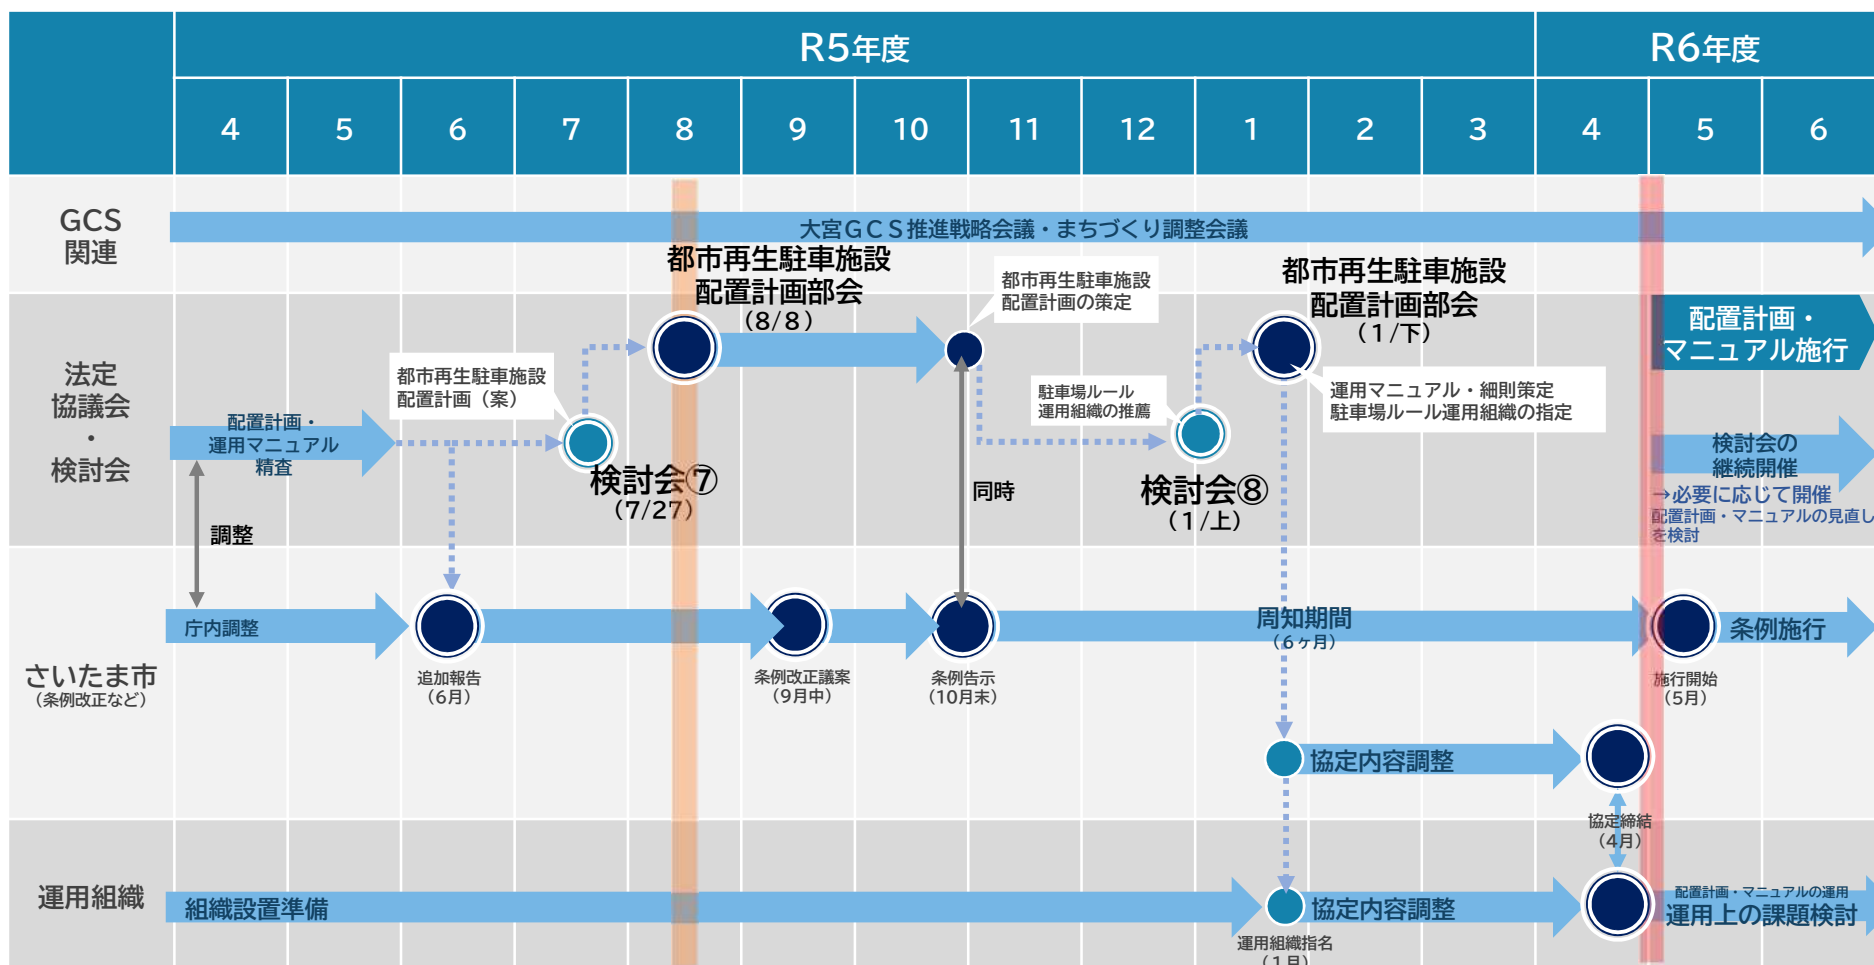 R5年度
R6年度
4
5
6
7
8
9
10
11
12
1
2
3
4
5
6
GCS
関連
大宮GCS推進戦略会議・まちづくり調整会議
法定
協議会
・
検討会
配置計画・
運用マニュアル
精査
都市再生駐車施設
配置計画（案）
検討会⑦
（7/27）
都市再生駐車施設
配置計画部会
（8/8）
都市再生駐車施設
配置計画の策定
駐車場ルール
運用組織の推薦
検討会⑧
（1/上）
都市再生駐車施設
配置計画部会
（1/下）
運用マニュアル・細則策定
駐車場ルール運用組織の指定
配置計画・
マニュアル施行
検討会の
継続開催
→必要に応じて開催
配置計画・マニュアルの見直し
を検討
調整
同時
さいたま市
（条例改正など）
庁内調整
追加報告
（6月）
条例改正議案
（9月中）
条例告示
（10月末）
周知期間
（6ヶ月）
施行開始
（5月）
条例施行
協定内容調整
協定締結
（4月）
運用組織
組織設置準備
運用組織指名
（1月）
協定内容調整
配置計画・マニュアルの運用
運用上の課題検討